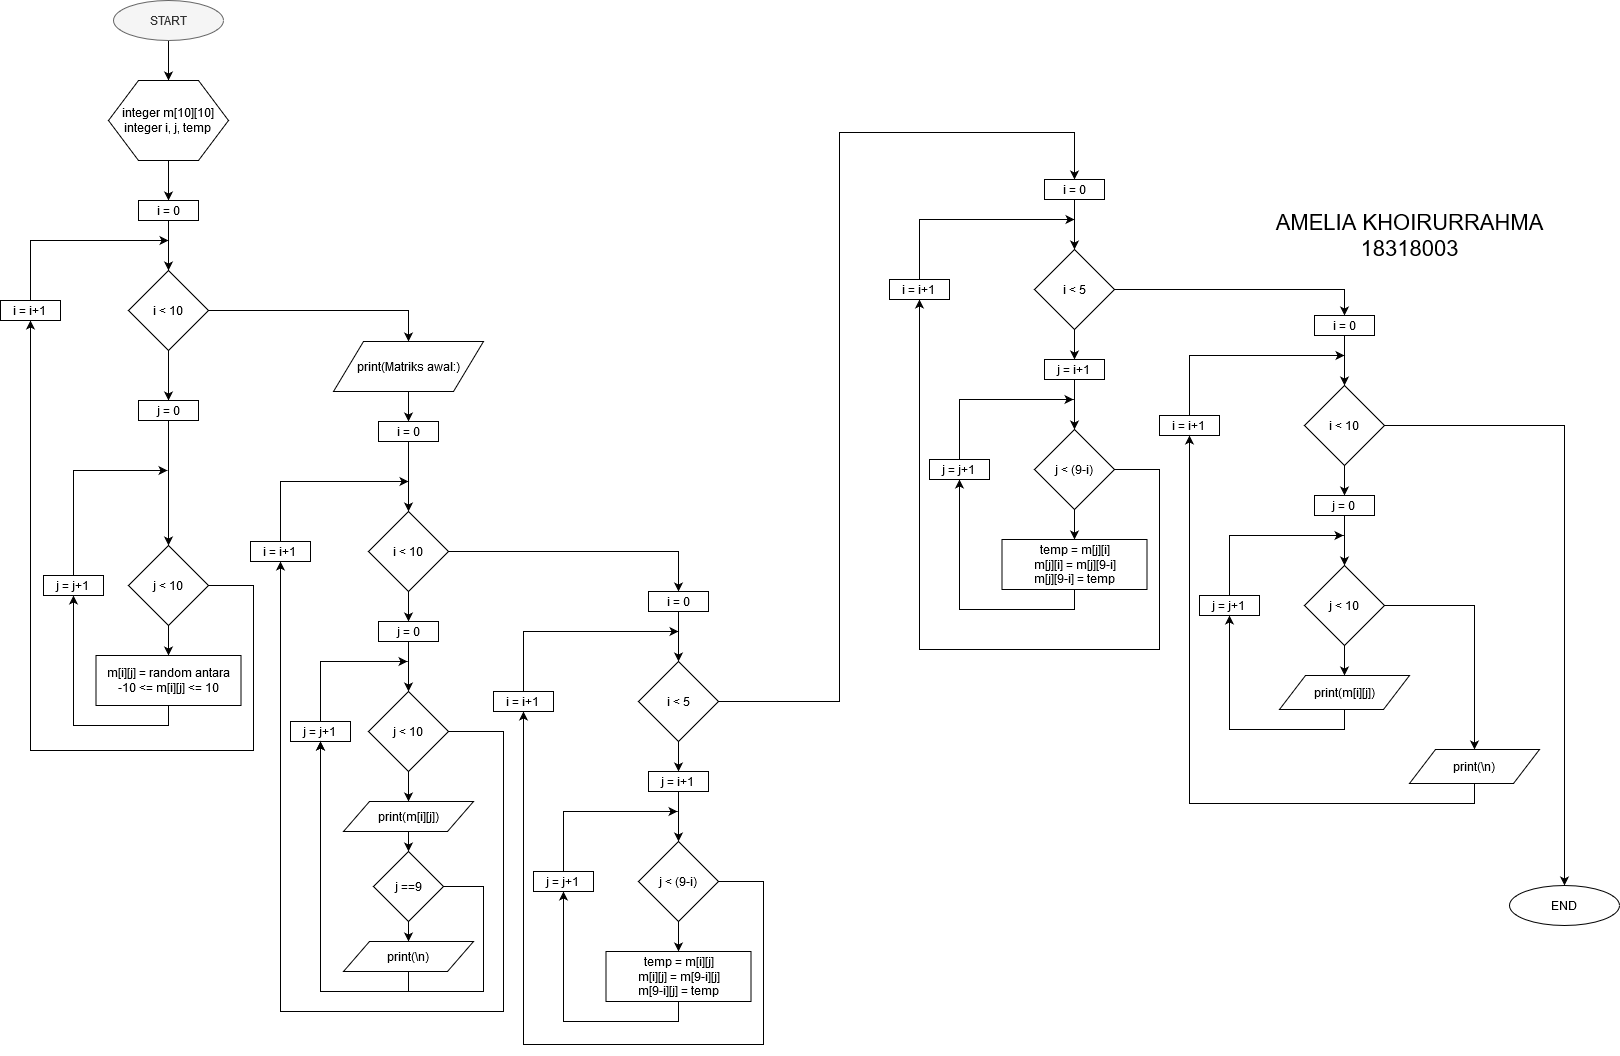 START
integer m[10][10]
integer i, j, temp
i = 0
i < 10
i = i+1
j = 0
j < 10
j = j+1
m[i][j] = random antara
-10 <= m[i][j] <= 10
print(Matriks awal:)
i = 0
i < 10
i = i+1
j = 0
j < 10
j = j+1
print(m[i][j])
j ==9
print(\n)
i = 0
i < 5
i = i+1
j = i+1
j < (9-i)
j = j+1
temp = m[i][j]
m[i][j] = m[9-i][j]
m[9-i][j] = temp
i = 0
i < 5
i = i+1
j = i+1
j < (9-i)
j = j+1
temp = m[j][i]
m[j][i] = m[j][9-i]
m[j][9-i] = temp
AMELIA KHOIRURRAHMA
18318003
i = 0
i < 10
i = i+1
j = 0
j < 10
j = j+1
print(m[i][j])
print(\n)
END